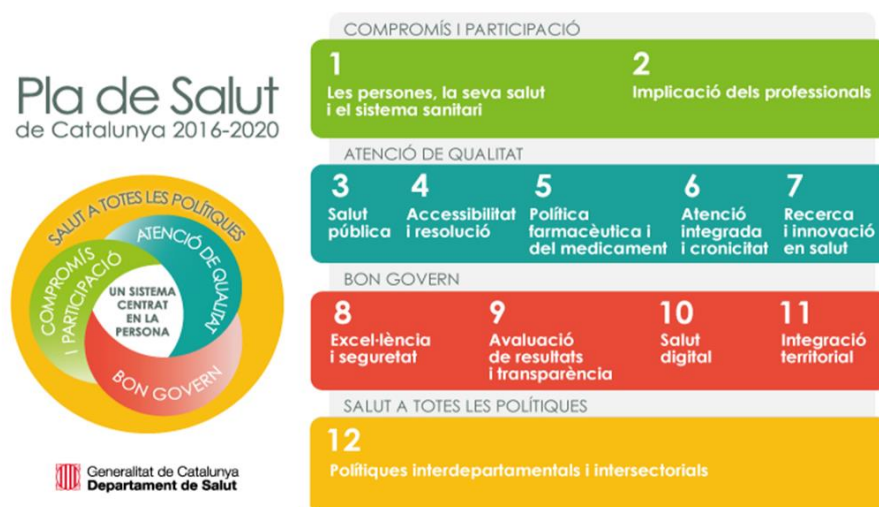 Pla de Salut
de Catalunya 2016-2020
SALUT A TOTES LES POLÍTIQUES
COMPROMÍS
I PARTICIPACIÓ
ATENCIÓ DE QUALITAT
BON GOVERN
UN SISTEMA
CENTRAT
EN LA
PERSONA
Generalitat de Catalunya
Departament de Salut
COMPROMÍS I PARTICIPACIÓ
1
Les persones, la seva salut
i el sistema sanitari
2
Implicació dels professionals
ATENCIÓ DE QUALITAT
3
Salut
pública
4
Accessibilitat
i resolució
5
Política
farmacèutica i
del medicament
6
Atenció
integrada
i cronicitat
7
Recerca
i innovació
en salut
BON GOVERN
8
Excel·lència
i seguretat
9
Avaluació
de resultats
i transparència
10
Salut
digital
11
Integració
territorial
SALUT A TOTES LES POLÍTIQUES
12
Polítiques interdepartamentals i intersectorials